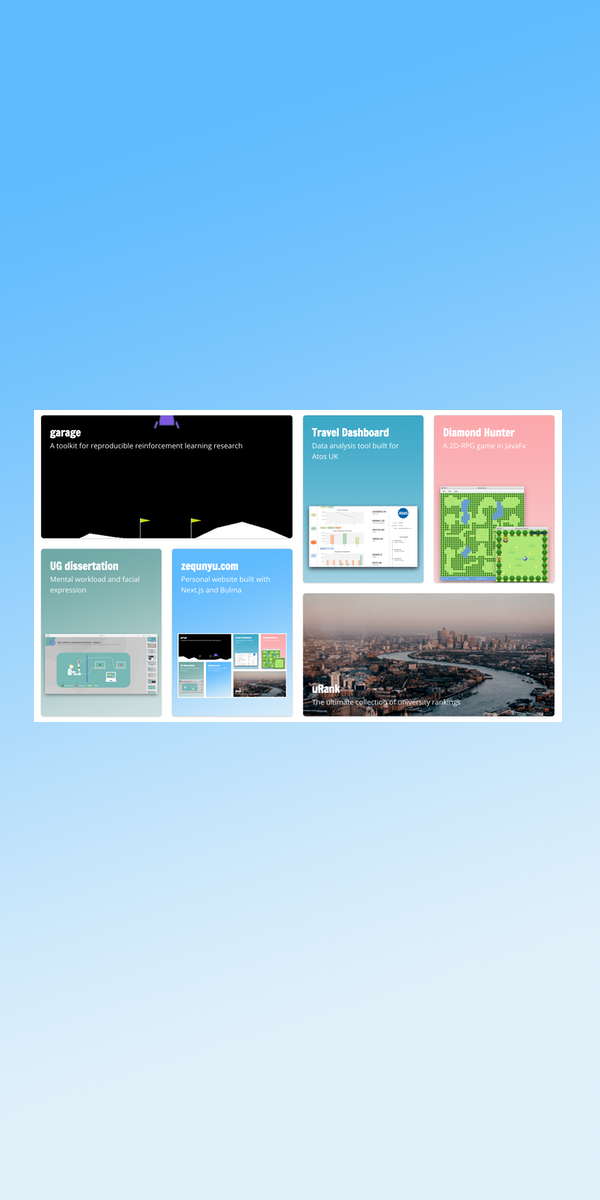 garage
A toolkit for reproducible reinforcement learning research
Travel Dashboard
Data analysis tool built for
Atos UK
Diamond Hunter
A 2D-RPG game in JavaFx
UG dissertation
Mental workload and facial
expression
zequnyu.com
Personal website built with
Next.js and Bulma
uRank
The ultimate collection of university rankings